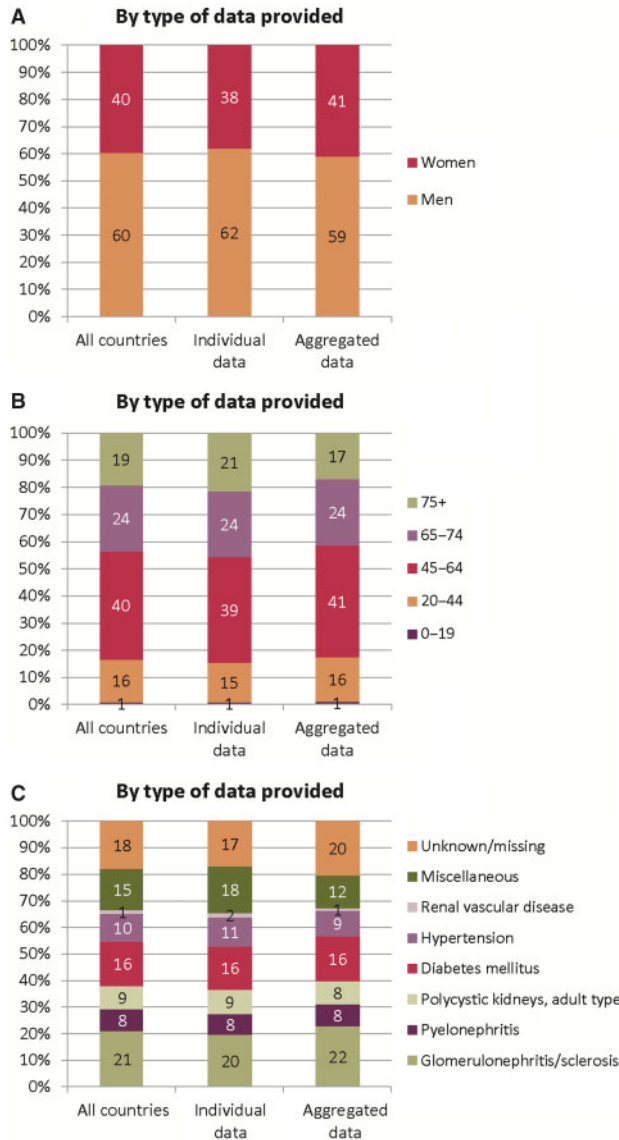 A
By type of data provided
100%
90%
80%
70%
60%
50%
40%
30%
20%
10%
0%
40
38
41
60
62
59
Women
Men
All countries
Individual
data
Aggregated
data
B
By type of data provided
100%
90%
80%
70%
60%
50%
40%
30%
20%
10%
0%
19
21
17
24
24
24
40
39
41
16
15
16
1
1
1
75+
65–74
45–64
20–44
0–19
All countries
Individual
data
Aggregated
data
C
By type of data provided
100%
90%
80%
70%
60%
50%
40%
30%
20%
10%
0%
18
17
20
15
18
12
1
2
1
10
11
9
16
16
16
9
9
8
8
8
8
21
20
22
Unknown/missing
Miscellaneous
Renal vascular disease
Hypertension
Diabetes mellitus
Polycystic kidneys, adult type
Pyelonephritis
Glomerulonephritis/sclerosis
All countries
Individual
data
Aggregated
data